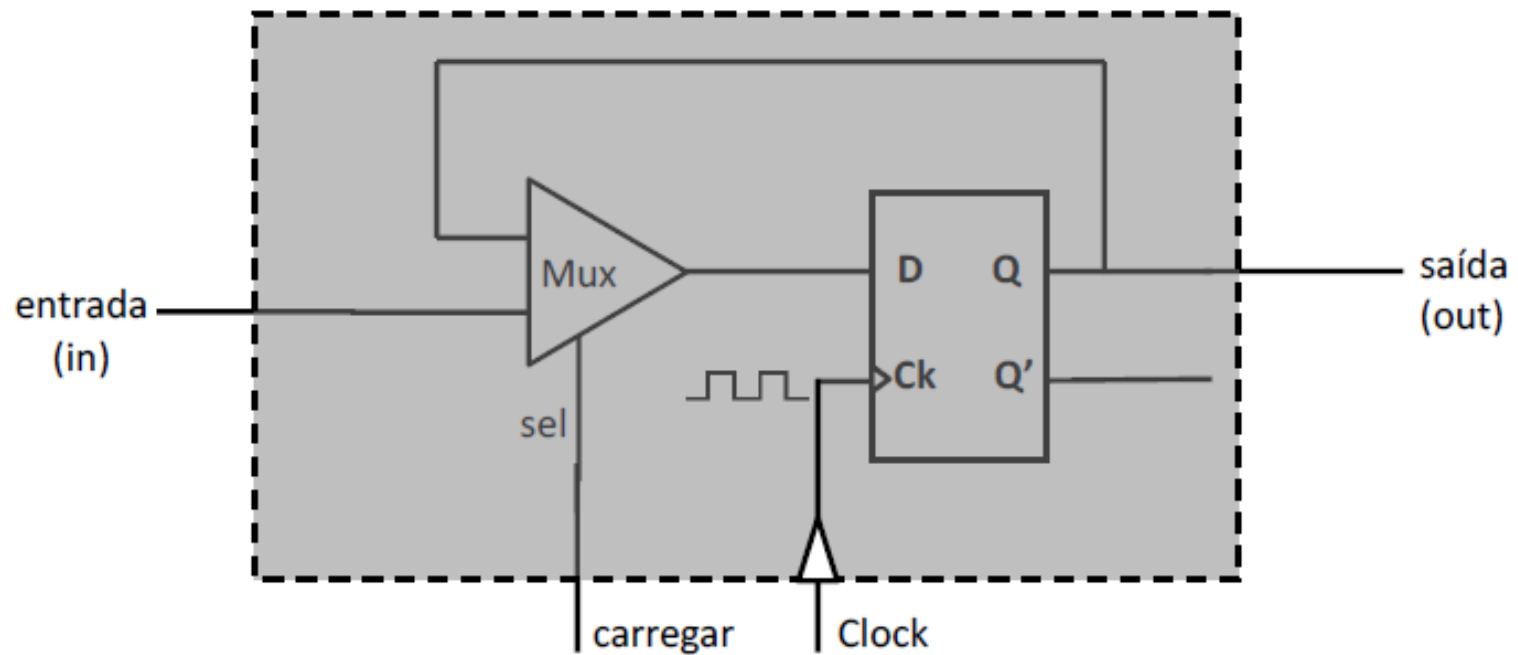 entrada
(in)
Mux
sel
D
Q
Ck
Q’
saída
(out)
carregar
Clock